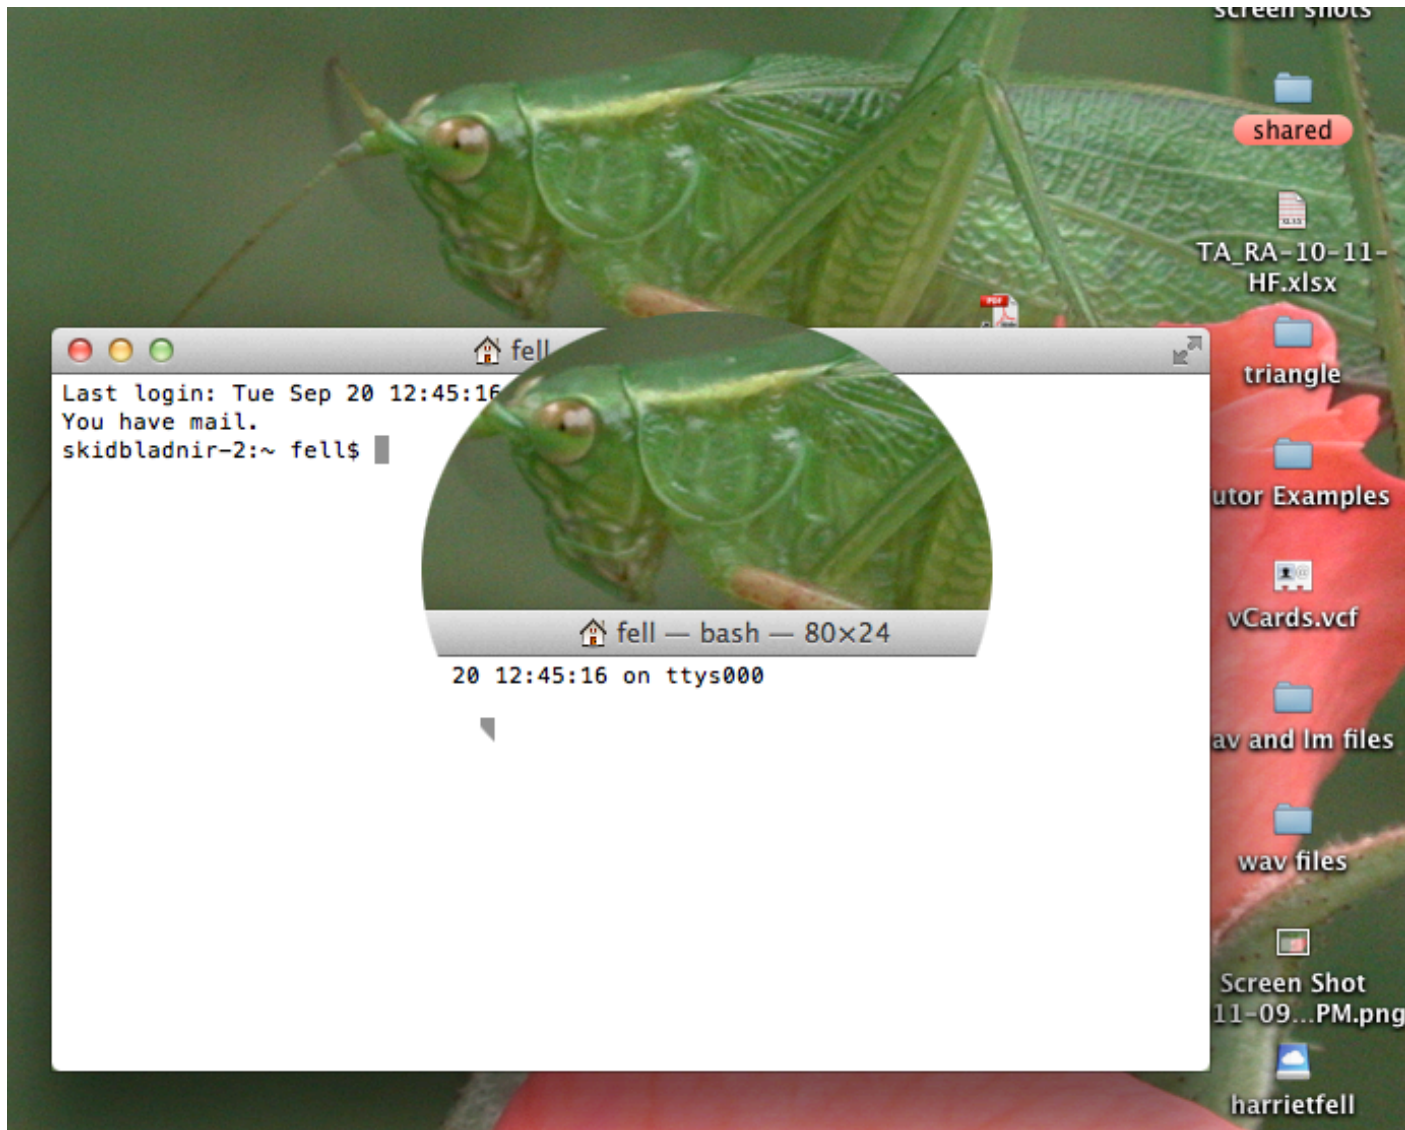 screen shots
shared
XLSX
TA_RA-10-11-
HF.xlsx
PDF
fell
Last login: Tue Sep 20 12:45:16
You have mail.
skidbladnir-2:~ fell$
fell — bash — 80×24
20 12:45:16 on ttys000
triangle
utor Examples
vCards.vcf
av and lm files
wav files
Screen Shot
11-09...PM.png
harrietfell